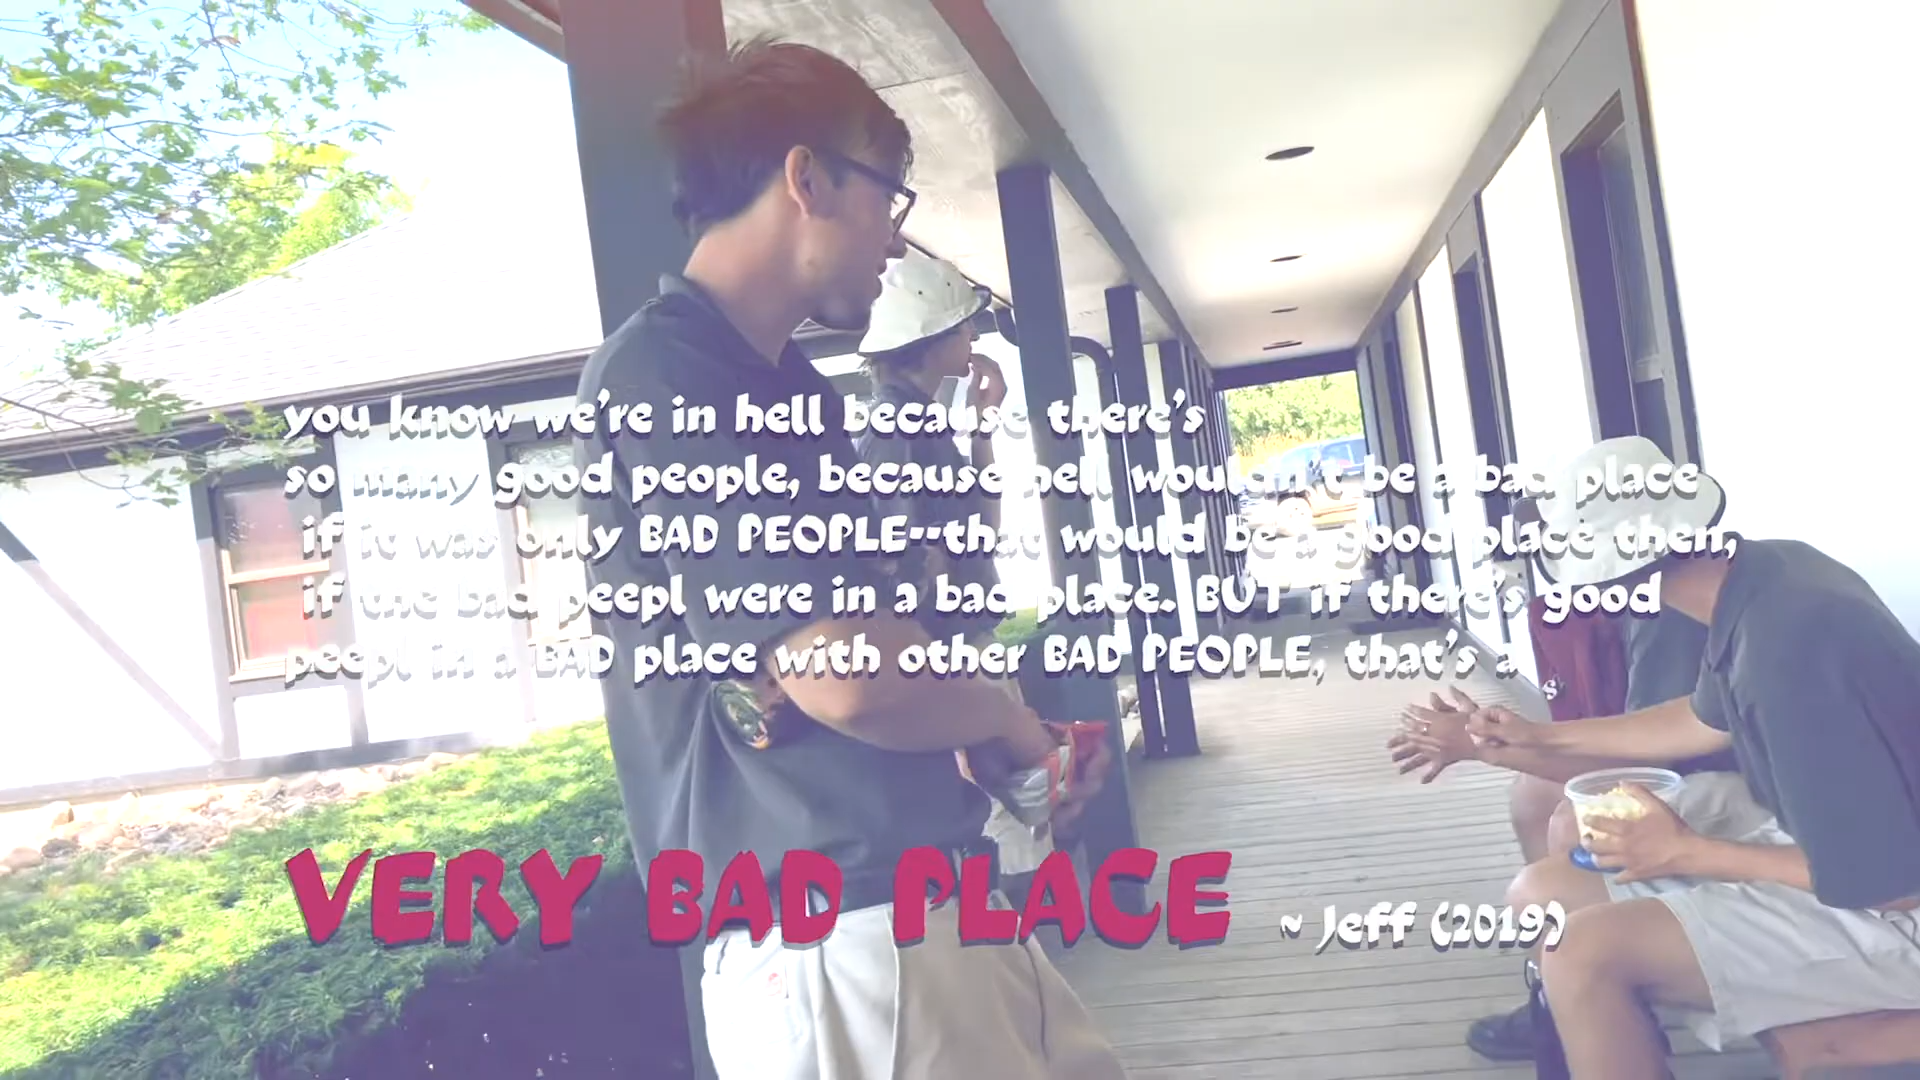 you know we're in hell because there's
so many good people, because hell wouldn't be a bad place
if it was only BAD PEOPLE--that would be a good place then,
if the bad peepl were in a bad place. BUT if there's good
peepl in a BAD place with other BAD PEOPLE, that's a
s
VERY BAD PLACE ~ Jeff (2019)